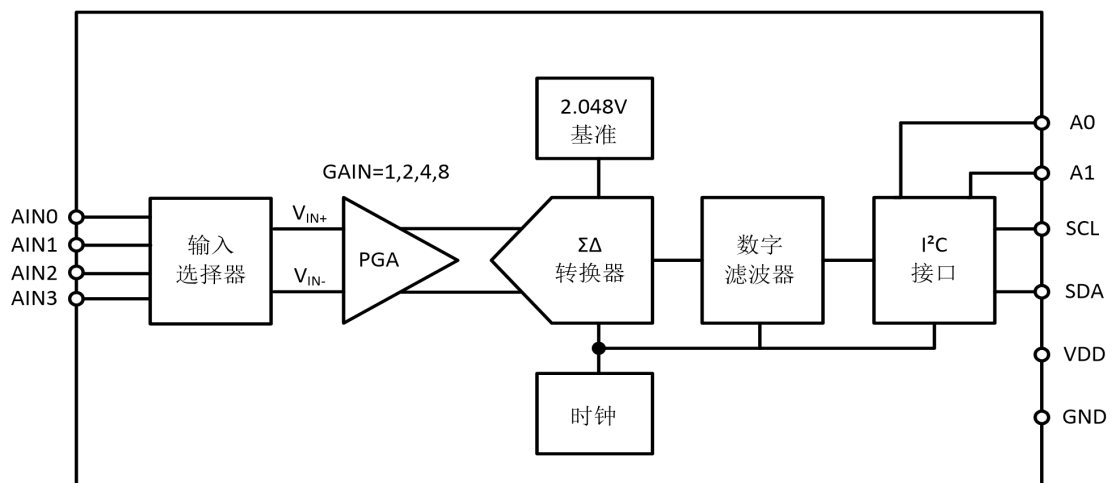 2.048V
基准
A0
GAIN=1,2,4,8
A1
AIN0
AIN1
AIN2
AIN3
输入
选择器
VIN+
VIN-
PGA
ΣΔ
转换器
数字
滤波器
I²C
接口
SCL
SDA
VDD
时钟
GND